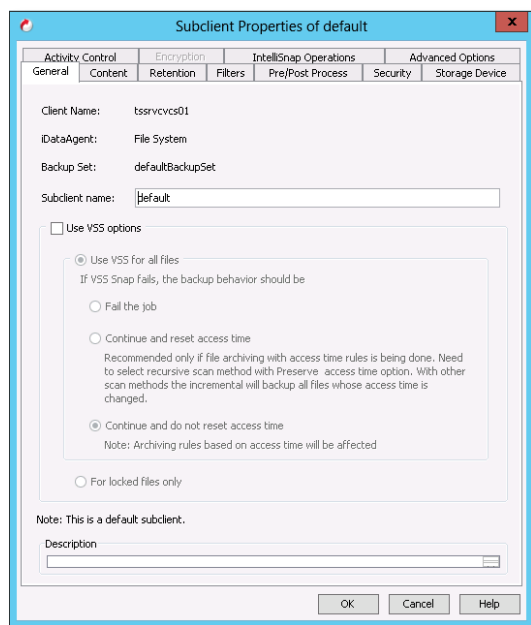 Subclient Properties of default
x
Activity Control
Encryption
IntelliSnap Operations
Advanced Options
General
Content
Retention
Filters
Pre/Post Process
Security
Storage Device
Client Name: tssrvcvcs01
iDataAgent: File System
Backup Set: defaultBackupSet
Subclient name: default
Use VSS options
Use VSS for all files
If VSS Snap fails, the backup behavior should be
Fail the job
Continue and reset access time
Recommended only if file archiving with access time rules is being done. Need
to select recursive scan method with Preserve access time option. With other
scan methods the incremental will backup all files whose access time is
changed.
Continue and do not reset access time
Note: Archiving rules based on access time will be affected
For locked files only
Note: This is a default subclient.
Description
OK
Cancel
Help